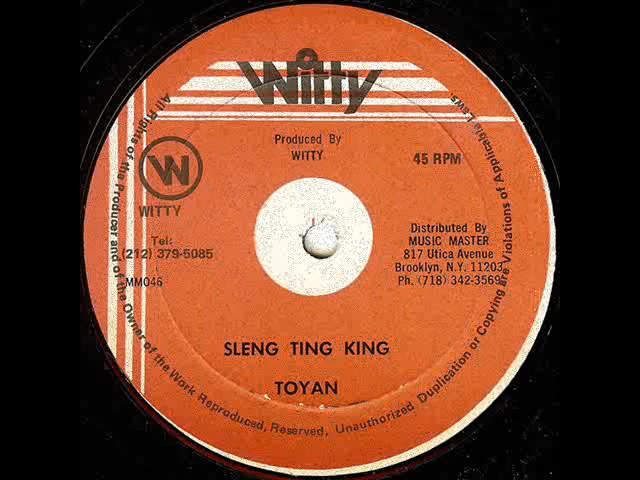 Witty
Produced By
WITTY
45 RPM
W
WITTY
Tel:
(212) 379-5085
MM046
Distributed By
MUSIC MASTER
817 Utica Avenue
Brooklyn, N.Y. 11203
Ph. (718) 342-3569
SLENG TING KING
TOYAN
All Rights of the Producer and of the Owner of the Work Reproduced, Reserved, Unauthorized Duplication or Copying are Violations of Applicable Laws.